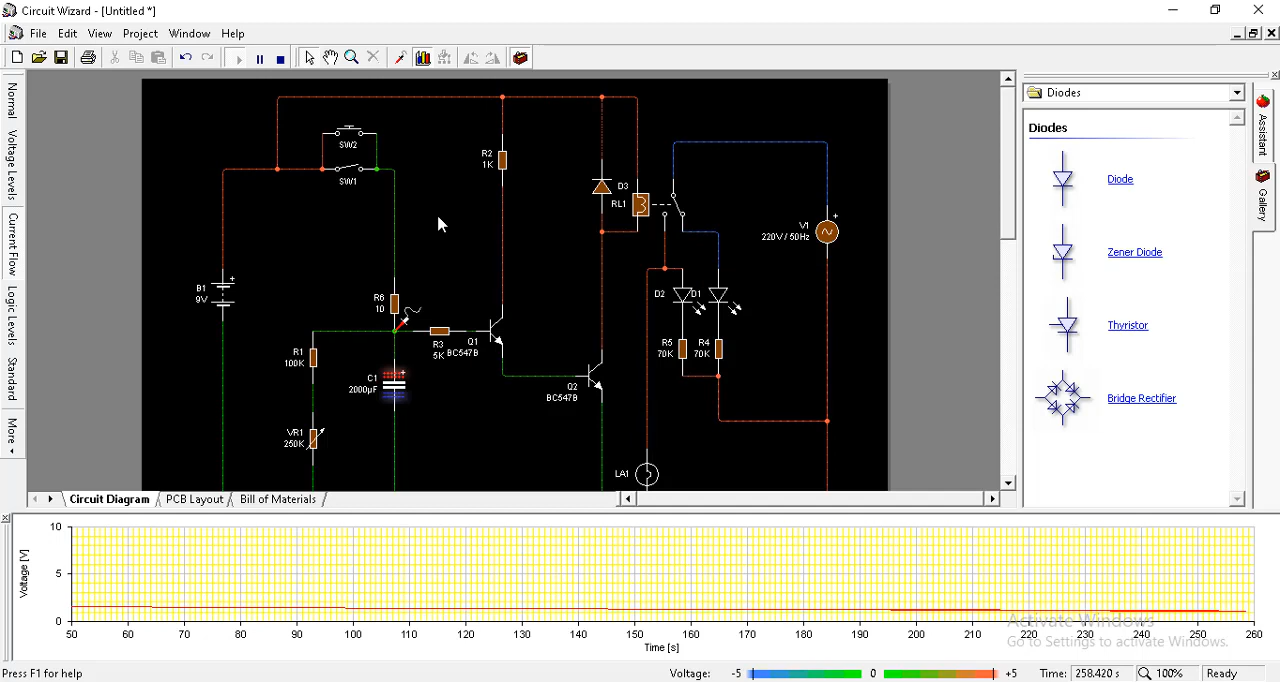 Circuit Wizard - [Untitled *]
File Edit View Project Window Help
Normal
Voltage Levels
Current Flow
Logic Levels
Standard
More
SW2
SW1
R2
1K
D3
RL1
V1
220V / 50Hz
+
B1
9V
+
R6
10
R1
100K
R3
5K
Q1
BC547B
C1
2000µF
+
Q2
BC547B
VR1
250K
D2
D1
R5
70K
R4
70K
LA1
Diodes
Diodes
Diode
Zener Diode
Thyristor
Bridge Rectifier
Assistant
Gallery
Circuit Diagram PCB Layout Bill of Materials
Voltage [V]
10
5
0
50 60 70 80 90 100 110 120 130 140 150 160 170 180 190 200 210 220 230 240 250 260
Time [s]
Activate Windows
Go to Settings to activate Windows.
Press F1 for help Voltage: -5 0 +5 Time: 258.420 s 100% Ready